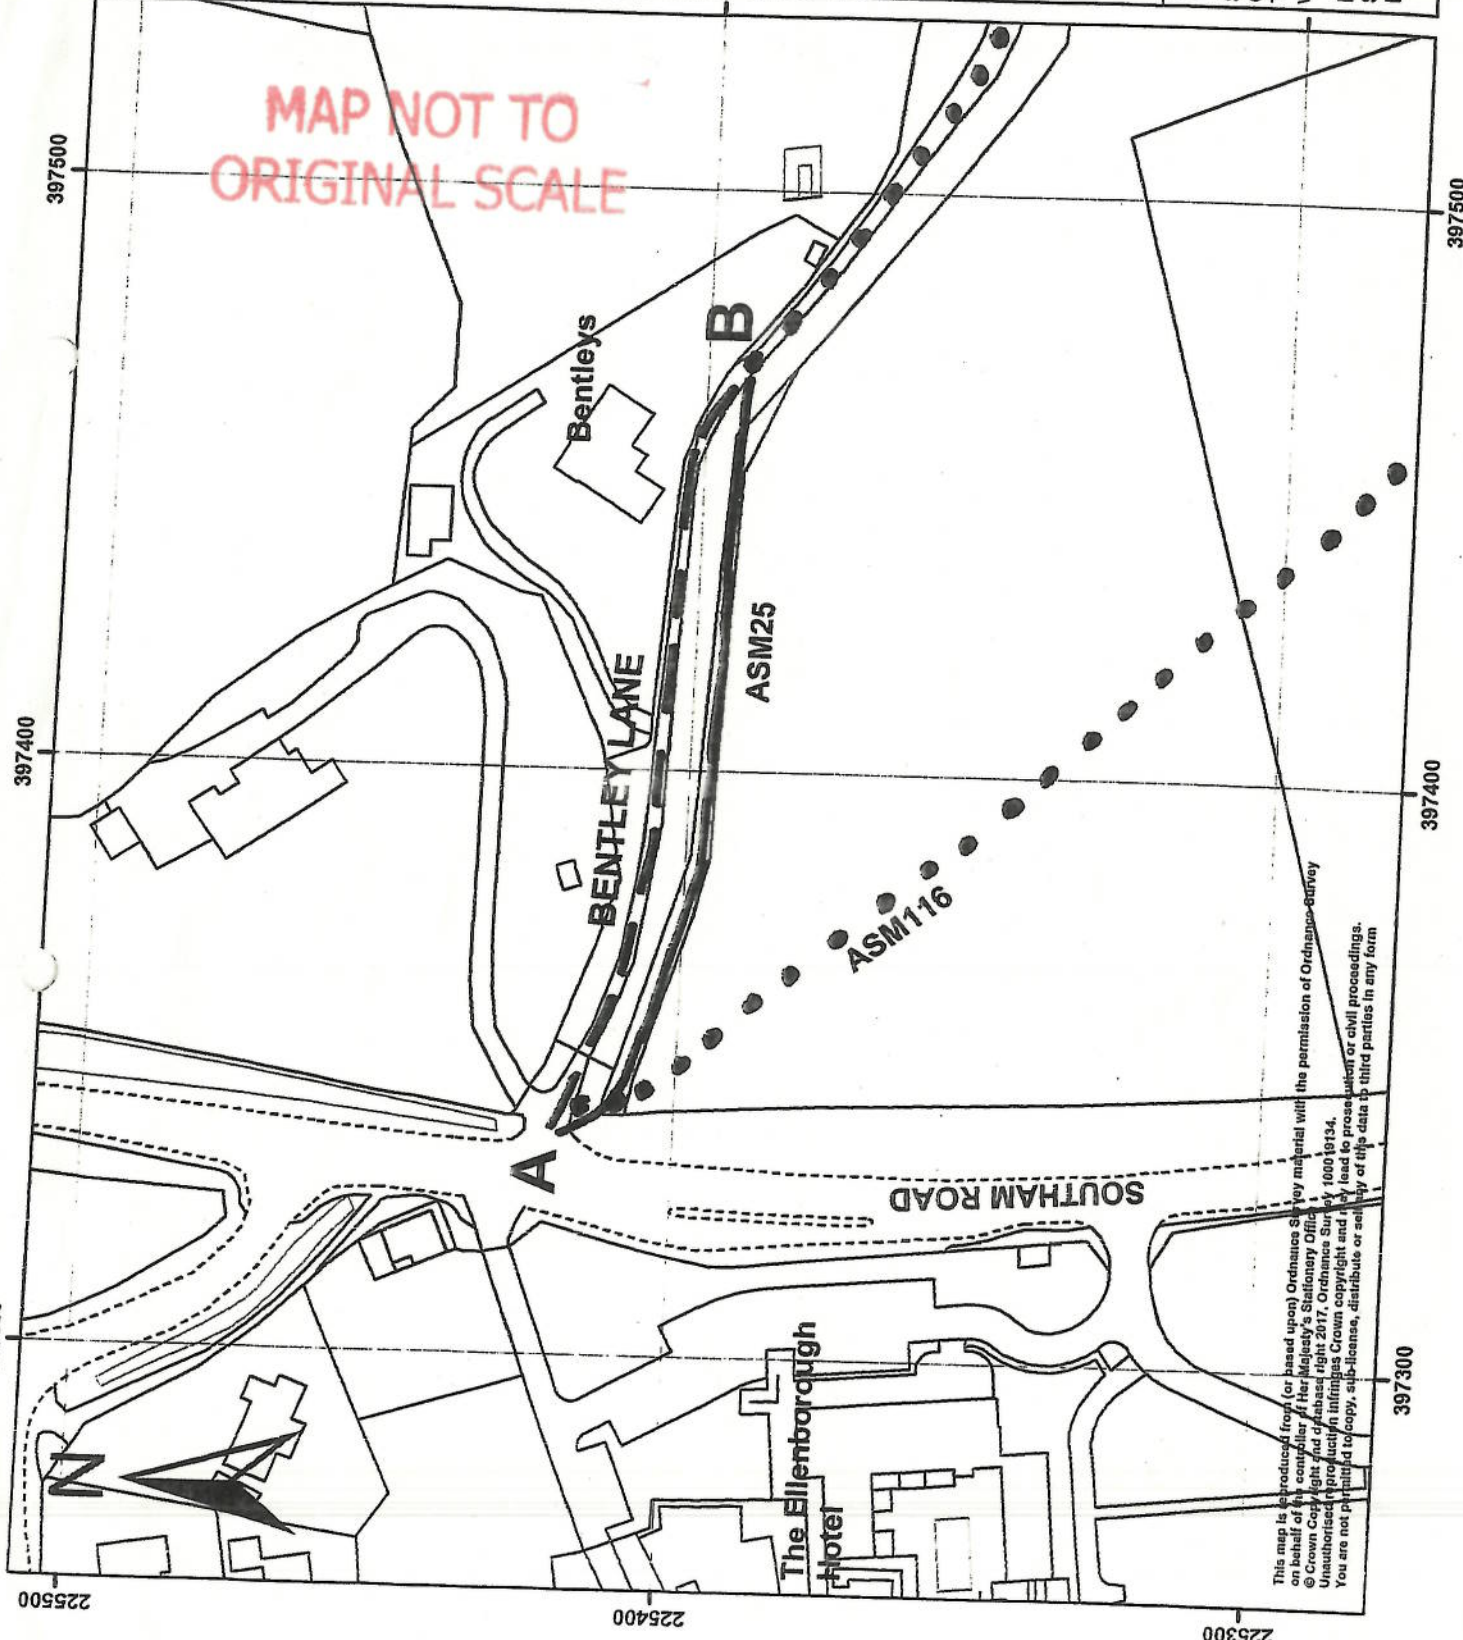 MAP NOT TO
ORIGINAL SCALE
397500
397400
Bentleys
B
BENTLEY LANE
ASM25
ASM116
A
SOUTHAM ROAD
N
The Ellenborough
Hotel
225500
225400
225300
397500
397400
397300
This map is reproduced from (or based upon) Ordnance Survey material with the permission of Ordnance Survey
on behalf of the controller of Her Majesty's Stationery Office
© Crown Copyright and database right 2017. Ordnance Survey 100019134.
Unauthorised reproduction infringes Crown copyright and may lead to prosecution or civil proceedings.
You are not permitted to copy, sub-license, distribute or sell any of this data to third parties in any form